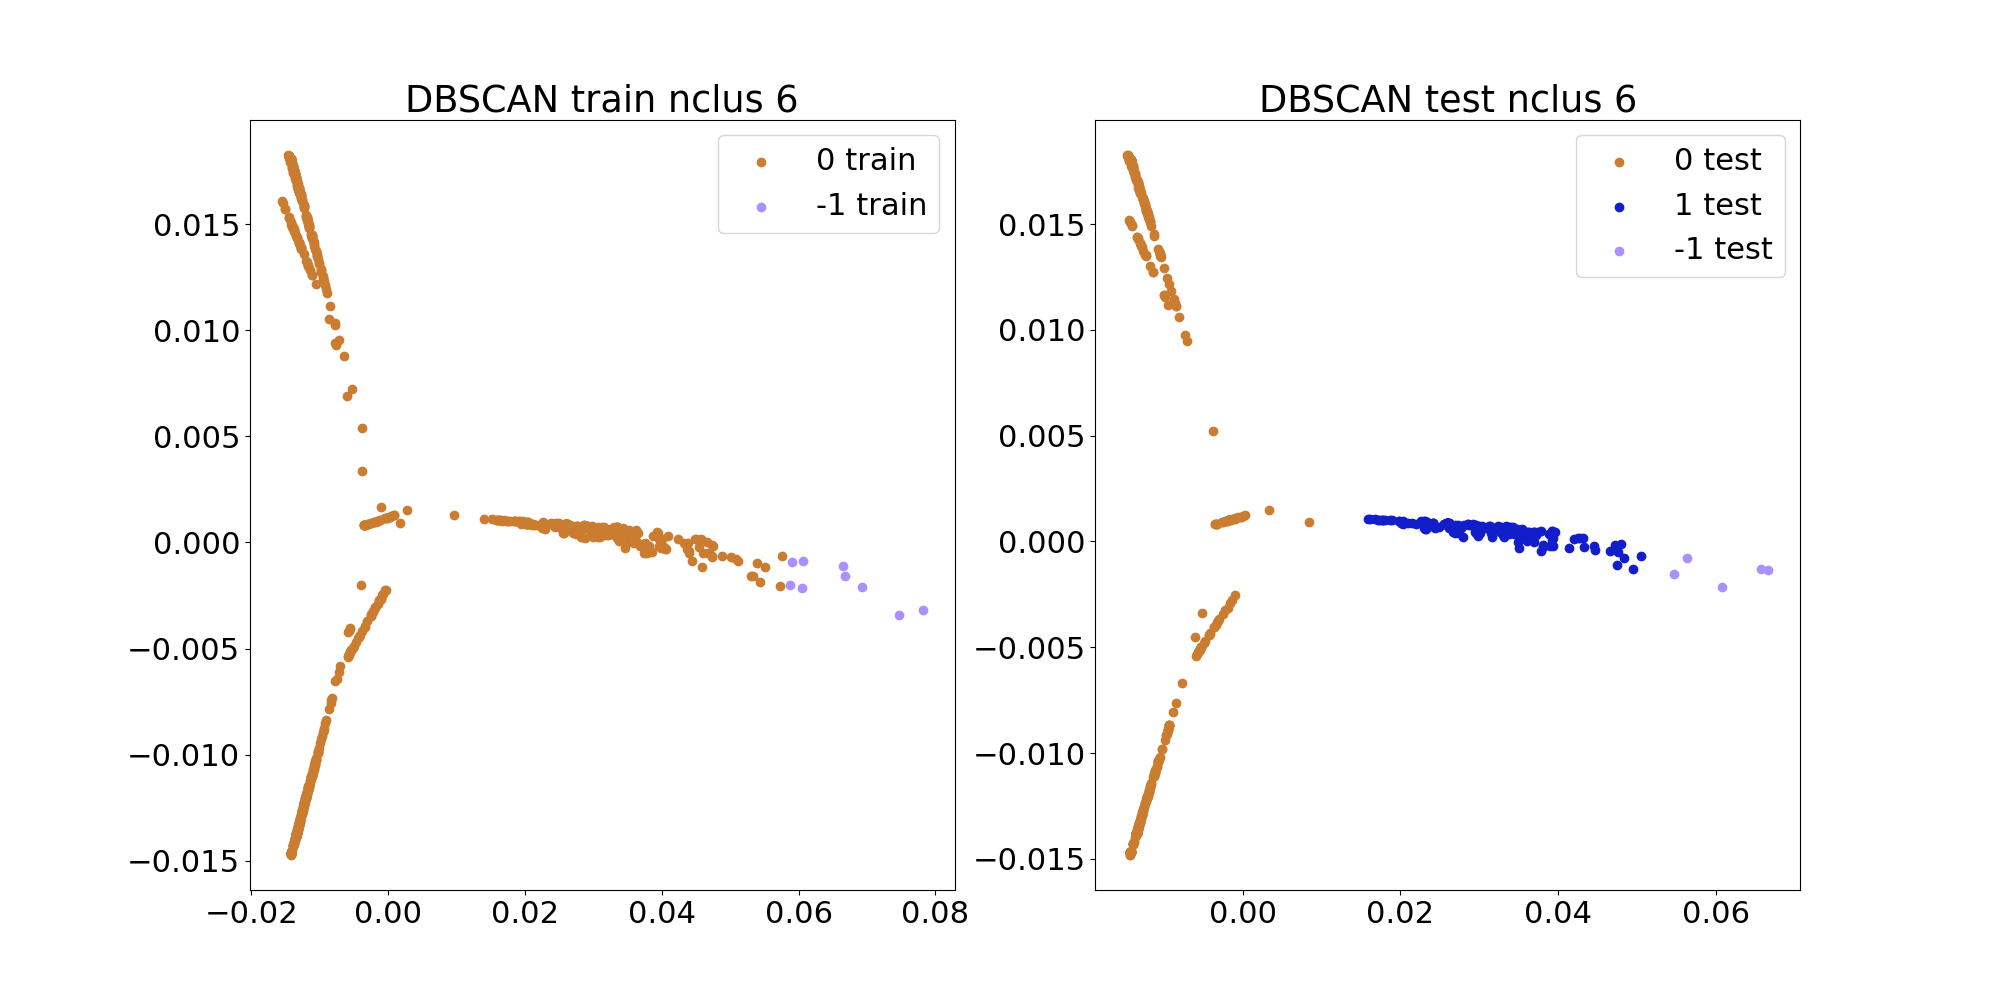 DBSCAN train nclus 6
0 train
-1 train
0.015
0.010
0.005
0.000
−0.005
−0.010
−0.015
−0.02 0.00 0.02 0.04 0.06 0.08
DBSCAN test nclus 6
0 test
1 test
-1 test
0.015
0.010
0.005
0.000
−0.005
−0.010
−0.015
0.00 0.02 0.04 0.06